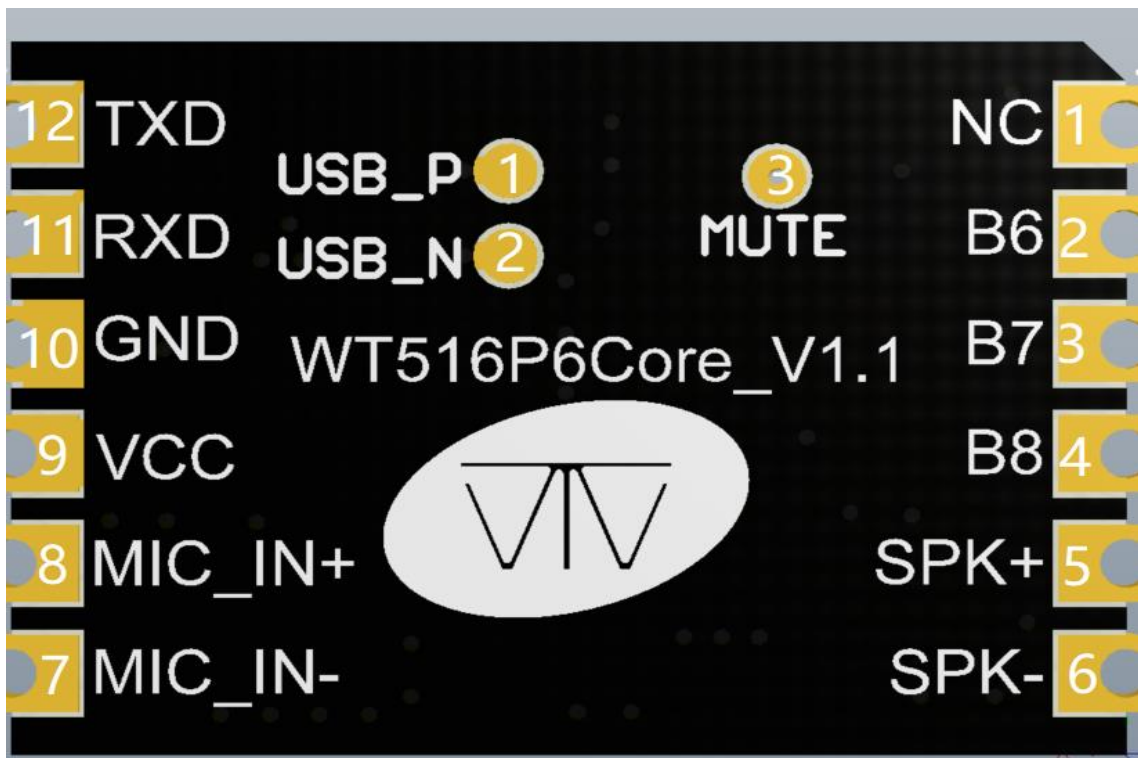 12 TXD
NC 1
USB_P 1
3
11 RXD
MUTE
B6 2
USB_N 2
10 GND
WT516P6Core_V1.1
B7 3
9 VCC
B8 4
8 MIC_IN+
SPK+ 5
7 MIC_IN-
SPK- 6